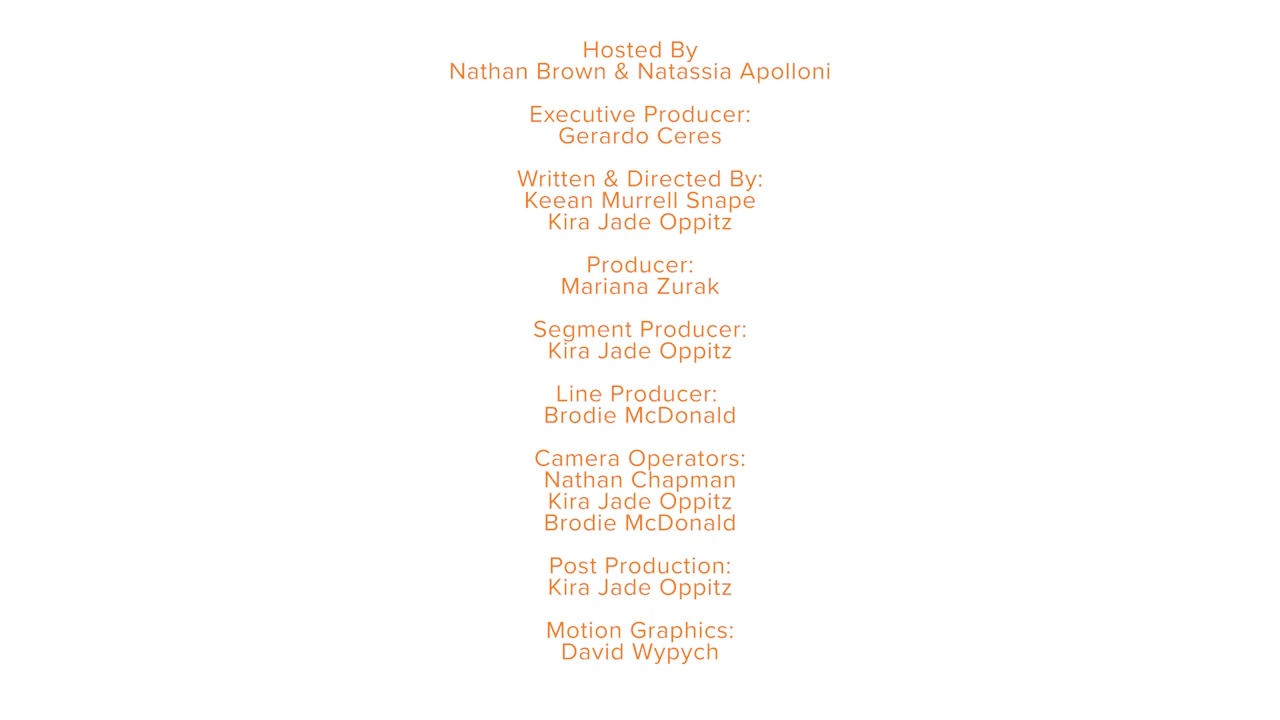 Hosted By
Nathan Brown & Natassia Apolloni
Executive Producer:
Gerardo Ceres
Written & Directed By:
Keean Murrell Snape
Kira Jade Oppitz
Producer:
Mariana Zurak
Segment Producer:
Kira Jade Oppitz
Line Producer:
Brodie McDonald
Camera Operators:
Nathan Chapman
Kira Jade Oppitz
Brodie McDonald
Post Production:
Kira Jade Oppitz
Motion Graphics:
David Wypych